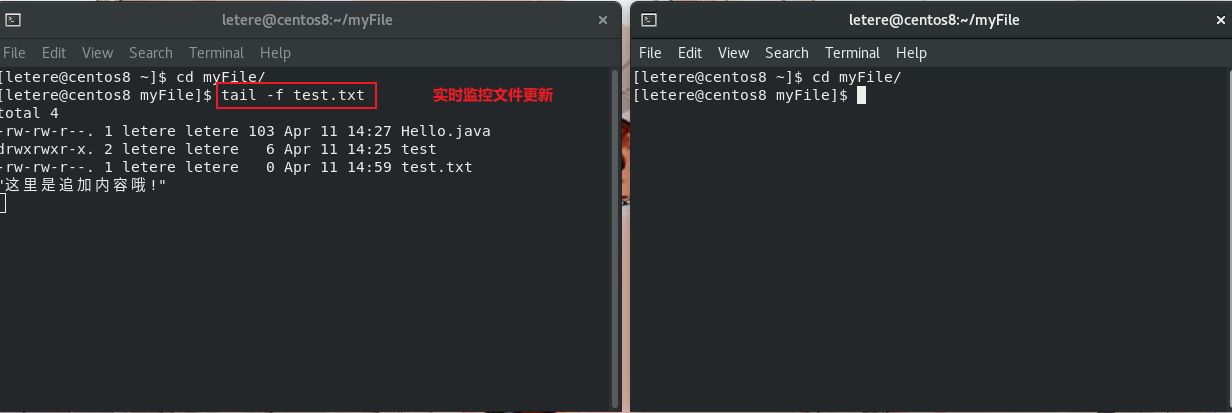 letere@centos8:~/myFile
File Edit View Search Terminal Help
[letere@centos8 ~]$ cd myFile/
[letere@centos8 myFile]$ tail -f test.txt 实时监控文件更新
total 4
-rw-rw-r--. 1 letere letere 103 Apr 11 14:27 Hello.java
drwxrwxr-x. 2 letere letere   6 Apr 11 14:25 test
-rw-rw-r--. 1 letere letere   0 Apr 11 14:59 test.txt
"这里是追加内容哦!"
letere@centos8:~/myFile
File Edit View Search Terminal Help
[letere@centos8 ~]$ cd myFile/
[letere@centos8 myFile]$